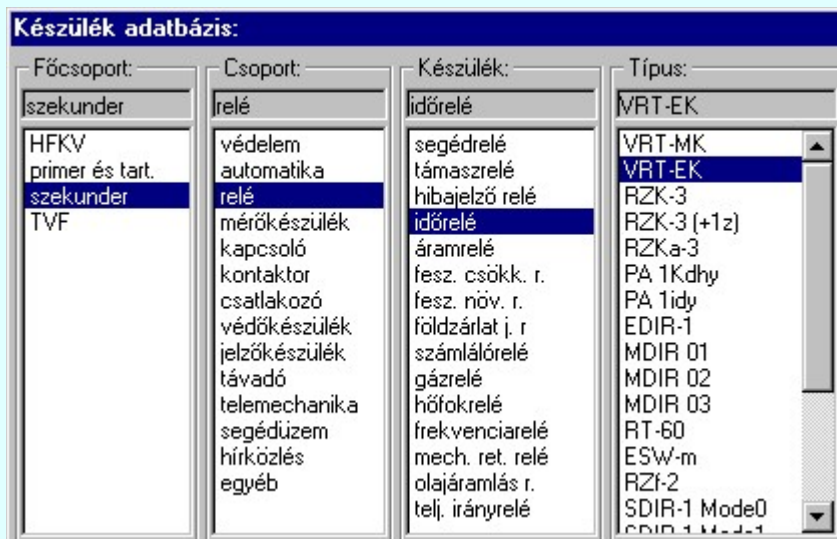 Készülék adatbázis:
Főcsoport:
szekunder
HFKV
primer és tart.
szekunder
TVF
Csoport:
relé
védelem
automatika
relé
mérőkészülék
kapcsoló
kontaktor
csatlakozó
védőkészülék
jelzőkészülék
távadó
telemechanika
segédüzem
hírközlés
egyéb
Készülék:
időrelé
segédrelé
támaszrelé
hibajelző relé
időrelé
áramrelé
fesz. csökk. r.
fesz. növ. r.
földzárlat j. r
számlálórelé
gázrelé
hőfokrelé
frekvenciarelé
mech. ret. relé
olajáramlás r.
telj. irányrelé
Típus:
VRT-EK
VRT-MK
VRT-EK
RZK-3
RZK-3 (+1z)
RZKa-3
PA 1Kdhy
PA 1idy
EDIR-1
MDIR 01
MDIR 02
MDIR 03
RT-60
ESW-m
RZf-2
SDIR-1 Mode0
SDIR-1 Mode1